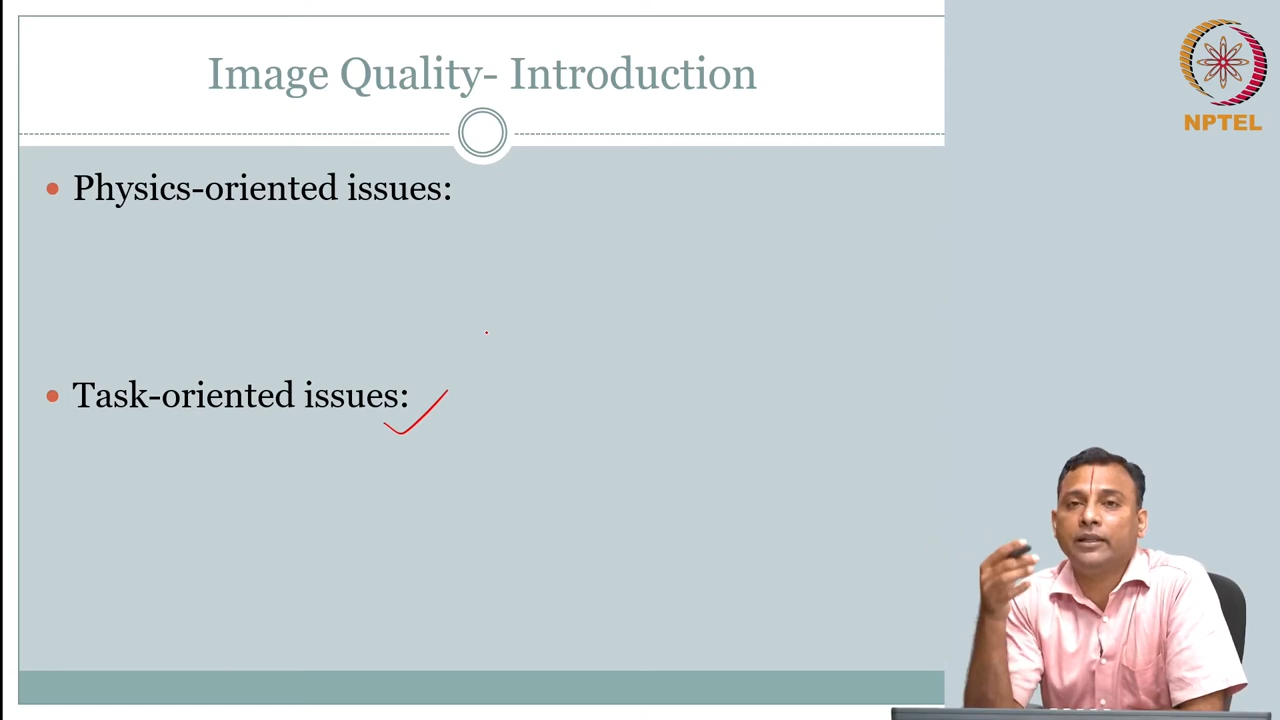 Image Quality- Introduction
NPTEL
Physics-oriented issues:
Task-oriented issues: